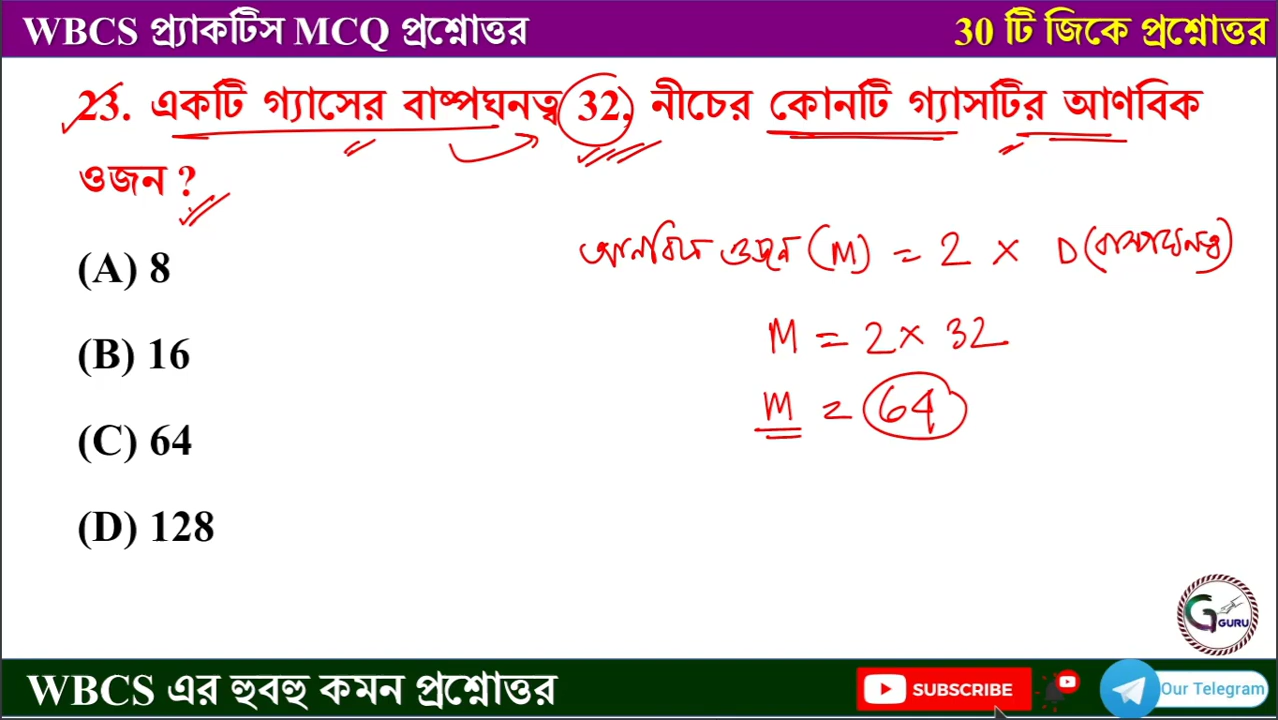 WBCS প্র্যাকটিস MCQ প্রশ্নোত্তর
30 টি জিকে প্রশ্নোত্তর
23. একটি গ্যাসের বাষ্পঘনত্ব 32, নীচের কোনটি গ্যাসটির আণবিক
ওজন ?
(A) 8
(B) 16
(C) 64
(D) 128
আনবিক ওজন (M) = 2 × D (বাষ্পঘনত্ব)
M = 2 × 32
M = 64
G GURU
WBCS এর হুবহু কমন প্রশ্নোত্তর
SUBSCRIBE
Our Telegram